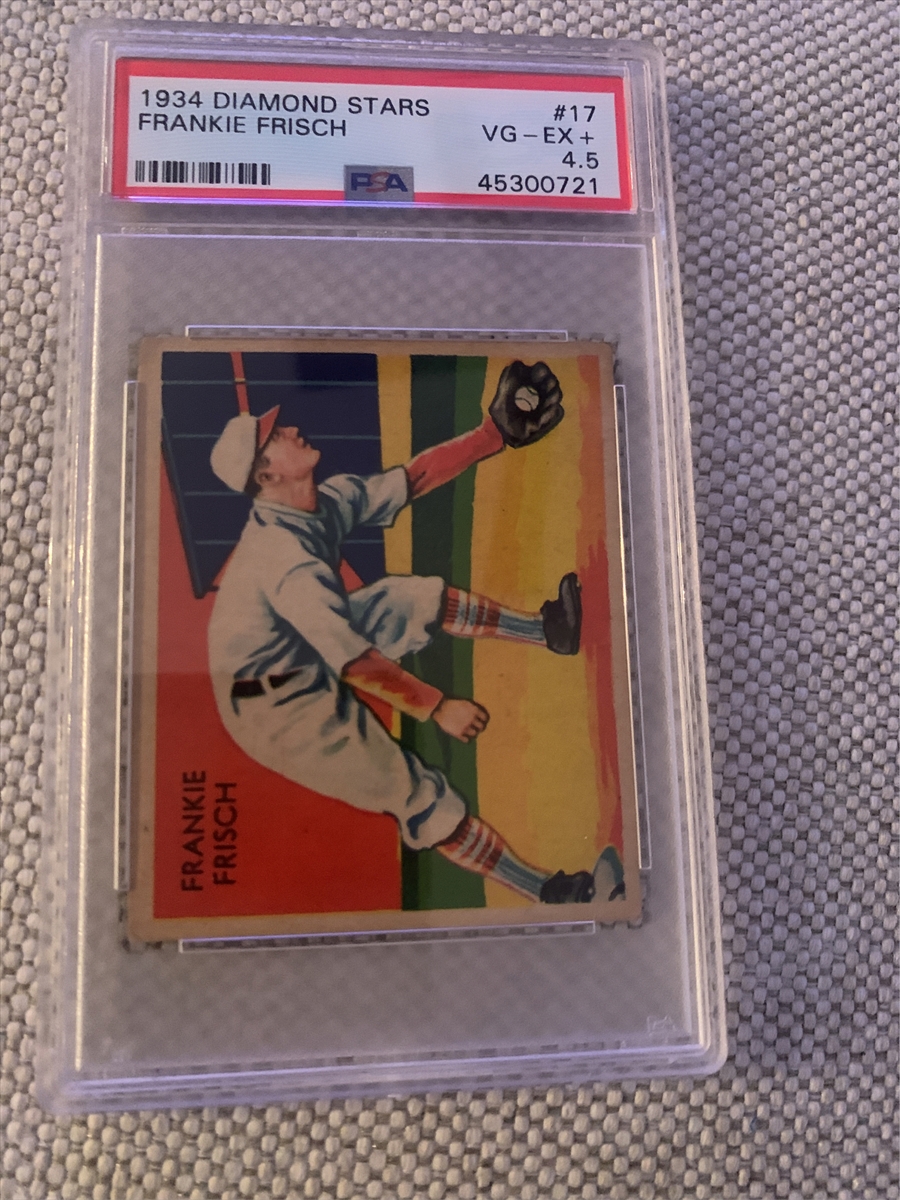 1934 DIAMOND STARS
FRANKIE FRISCH
#17
VG-EX+
4.5
45300721
PSA
FRANKIE
FRISCH